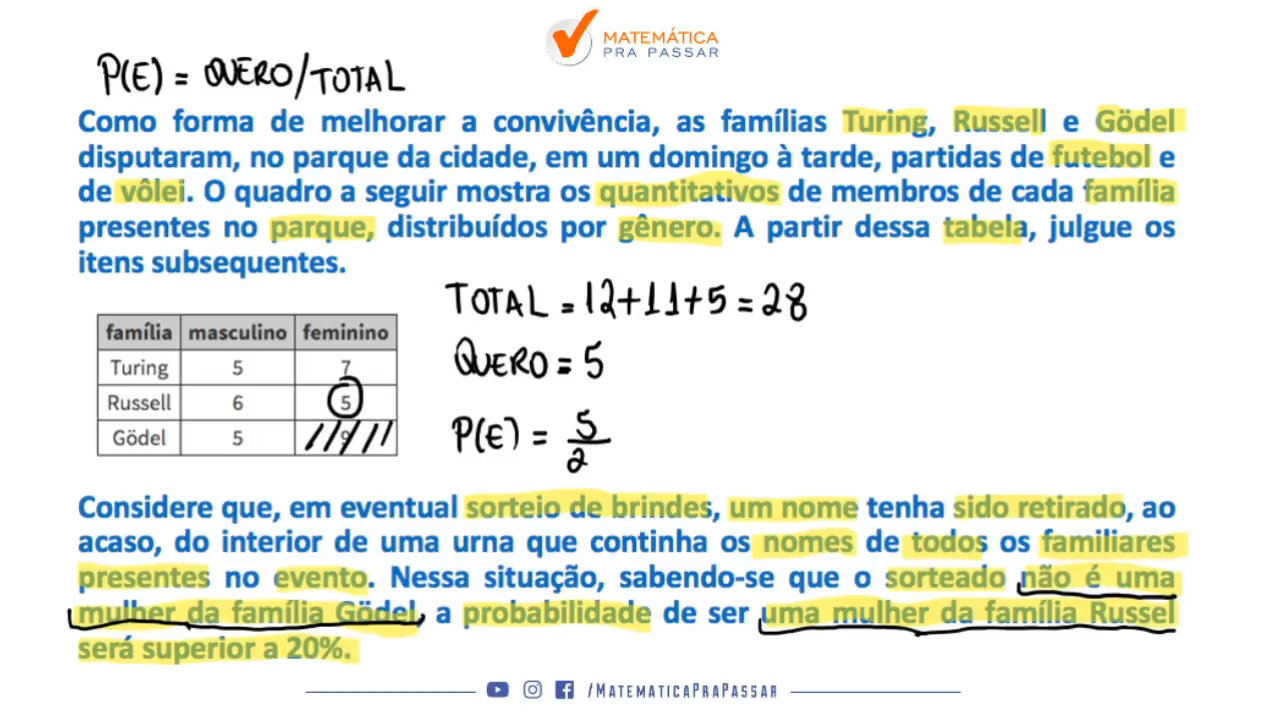 MATEMÁTICA
PRA PASSAR
P(E) = QUERO/TOTAL
Como forma de melhorar a convivência, as famílias Turing, Russell e Gödel
disputaram, no parque da cidade, em um domingo à tarde, partidas de futebol e
de vôlei. O quadro a seguir mostra os quantitativos de membros de cada família
presentes no parque, distribuídos por gênero. A partir dessa tabela, julgue os
itens subsequentes.
TOTAL = 12+11+5 = 28
família masculino feminino
Turing 5 7
Russell 6 5
Gödel 5 9
QUERO = 5
P(E) = 5
2
Considere que, em eventual sorteio de brindes, um nome tenha sido retirado, ao
acaso, do interior de uma urna que continha os nomes de todos os familiares
presentes no evento. Nessa situação, sabendo-se que o sorteado não é uma
mulher da família Gödel, a probabilidade de ser uma mulher da família Russel
será superior a 20%.
/MATEMATICAPRAPASSAR